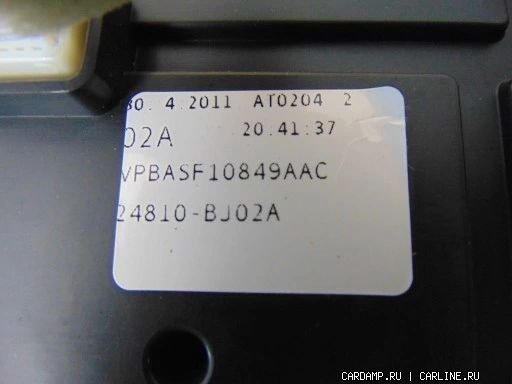 30. 4.2011 AT0204 2
02A 20.41:37
VPBASF10849AAC
24810-BJ02A
CARDAMP.RU | CARLINE.RU